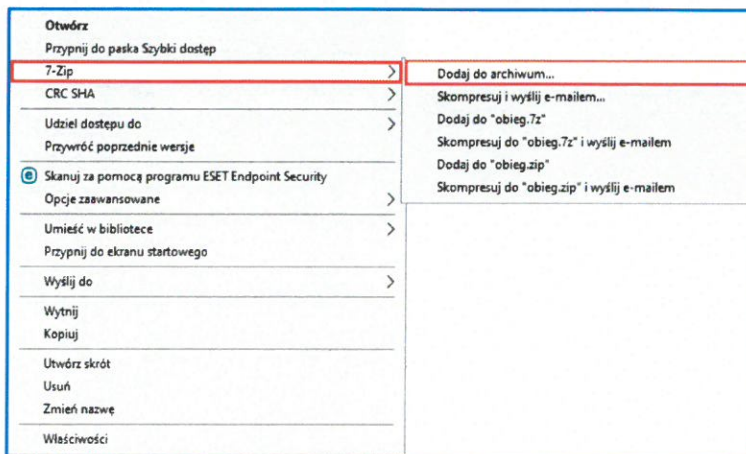 Otwórz
Przypnij do paska Szybki dostęp
7-Zip
CRC SHA
Udziel dostępu do
Przywróć poprzednie wersje
Skanuj za pomocą programu ESET Endpoint Security
Opcje zaawansowane
Umieść w bibliotece
Przypnij do ekranu startowego
Wyślij do
Wytnij
Kopiuj
Utwórz skrót
Usuń
Zmień nazwę
Właściwości
Dodaj do archiwum...
Skompresuj i wyślij e-mailem...
Dodaj do "obieg.7z"
Skompresuj do "obieg.7z" i wyślij e-mailem
Dodaj do "obieg.zip"
Skompresuj do "obieg.zip" i wyślij e-mailem